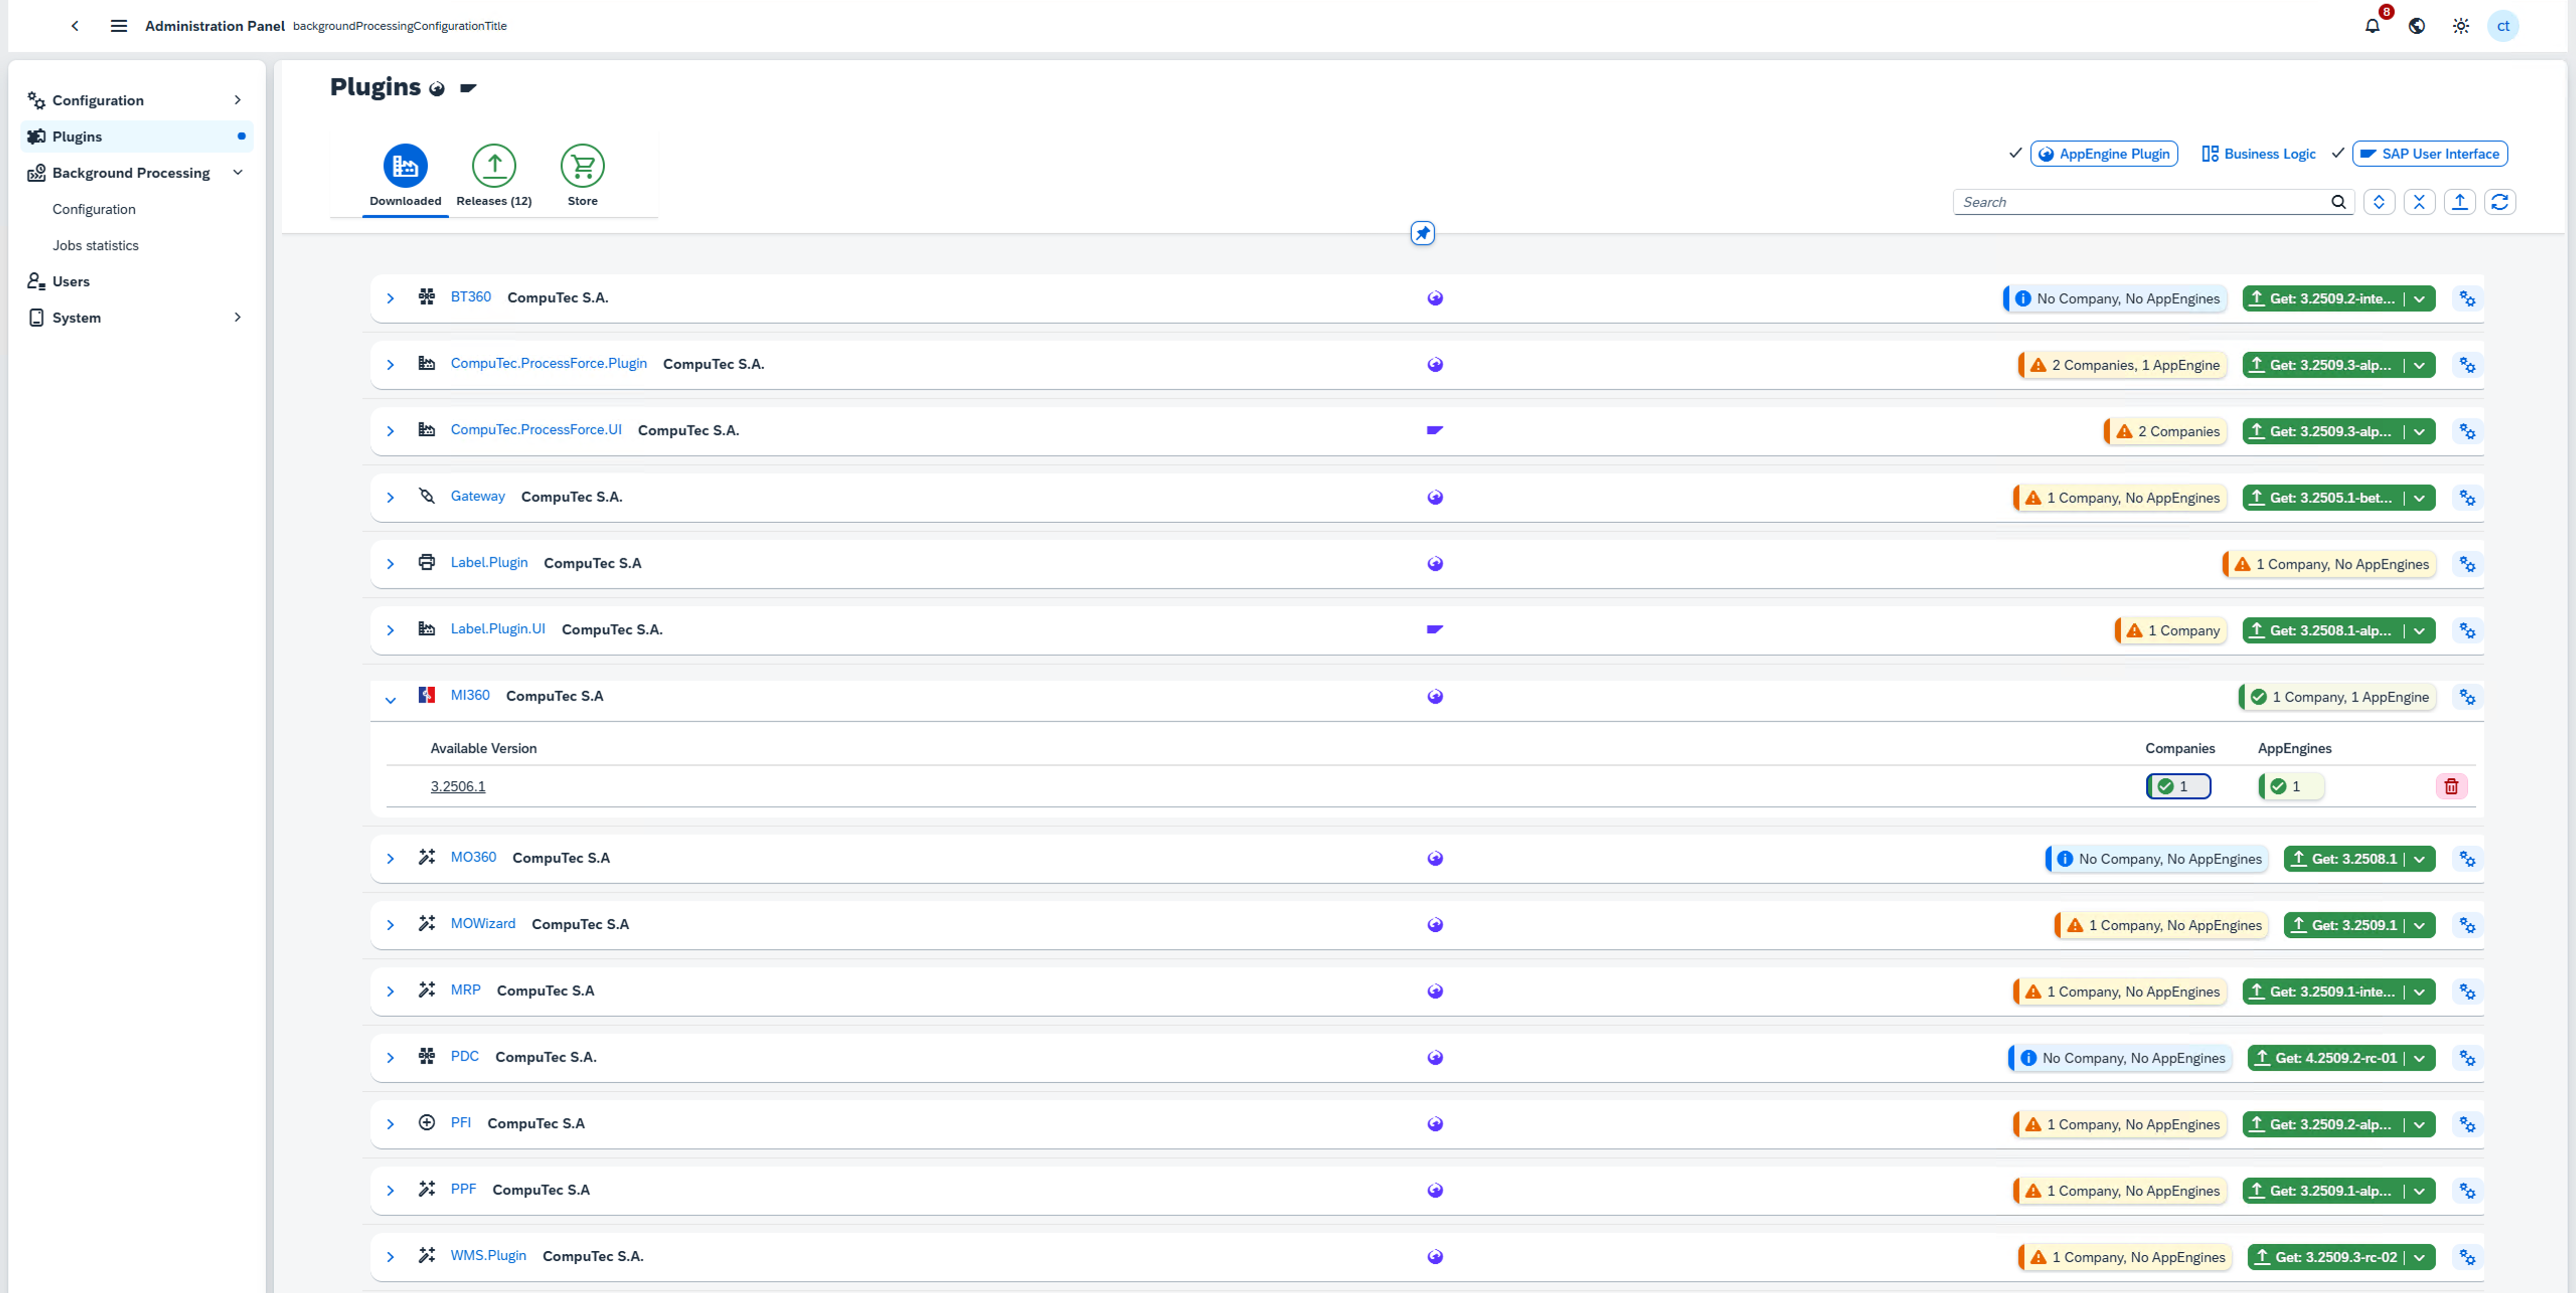 Administration Panel backgroundProcessingConfigurationTitle
8
ct
Configuration
Plugins
Background Processing
Configuration
Jobs statistics
Users
System
Plugins
Downloaded
Releases (12)
Store
AppEngine Plugin
Business Logic
SAP User Interface
Search
BT360 CompuTec S.A. No Company, No AppEngines Get: 3.2509.2-inte...
CompuTec.ProcessForce.Plugin CompuTec S.A. 2 Companies, 1 AppEngine Get: 3.2509.3-alp...
CompuTec.ProcessForce.UI CompuTec S.A. 2 Companies Get: 3.2509.3-alp...
Gateway CompuTec S.A. 1 Company, No AppEngines Get: 3.2505.1-bet...
Label.Plugin CompuTec S.A 1 Company, No AppEngines
Label.Plugin.UI CompuTec S.A. 1 Company Get: 3.2508.1-alp...
MI360 CompuTec S.A 1 Company, 1 AppEngine
Available Version Companies AppEngines
3.2506.1 1 1
MO360 CompuTec S.A No Company, No AppEngines Get: 3.2508.1
MOWizard CompuTec S.A 1 Company, No AppEngines Get: 3.2509.1
MRP CompuTec S.A 1 Company, No AppEngines Get: 3.2509.1-inte...
PDC CompuTec S.A. No Company, No AppEngines Get: 4.2509.2-rc-01
PFI CompuTec S.A 1 Company, No AppEngines Get: 3.2509.2-alp...
PPF CompuTec S.A 1 Company, No AppEngines Get: 3.2509.1-alp...
WMS.Plugin CompuTec S.A. 1 Company, No AppEngines Get: 3.2509.3-rc-02